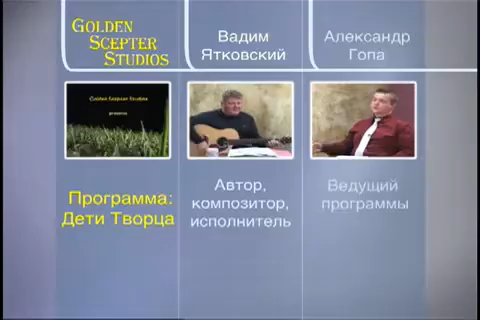 GOLDEN
SCEPTER
STUDIOS
Вадим
Ятковский
Александр
Гопа
Golden Scepter Studios
presents
Программа:
Дети Творца
Автор,
композитор,
исполнитель
Ведущий
программы